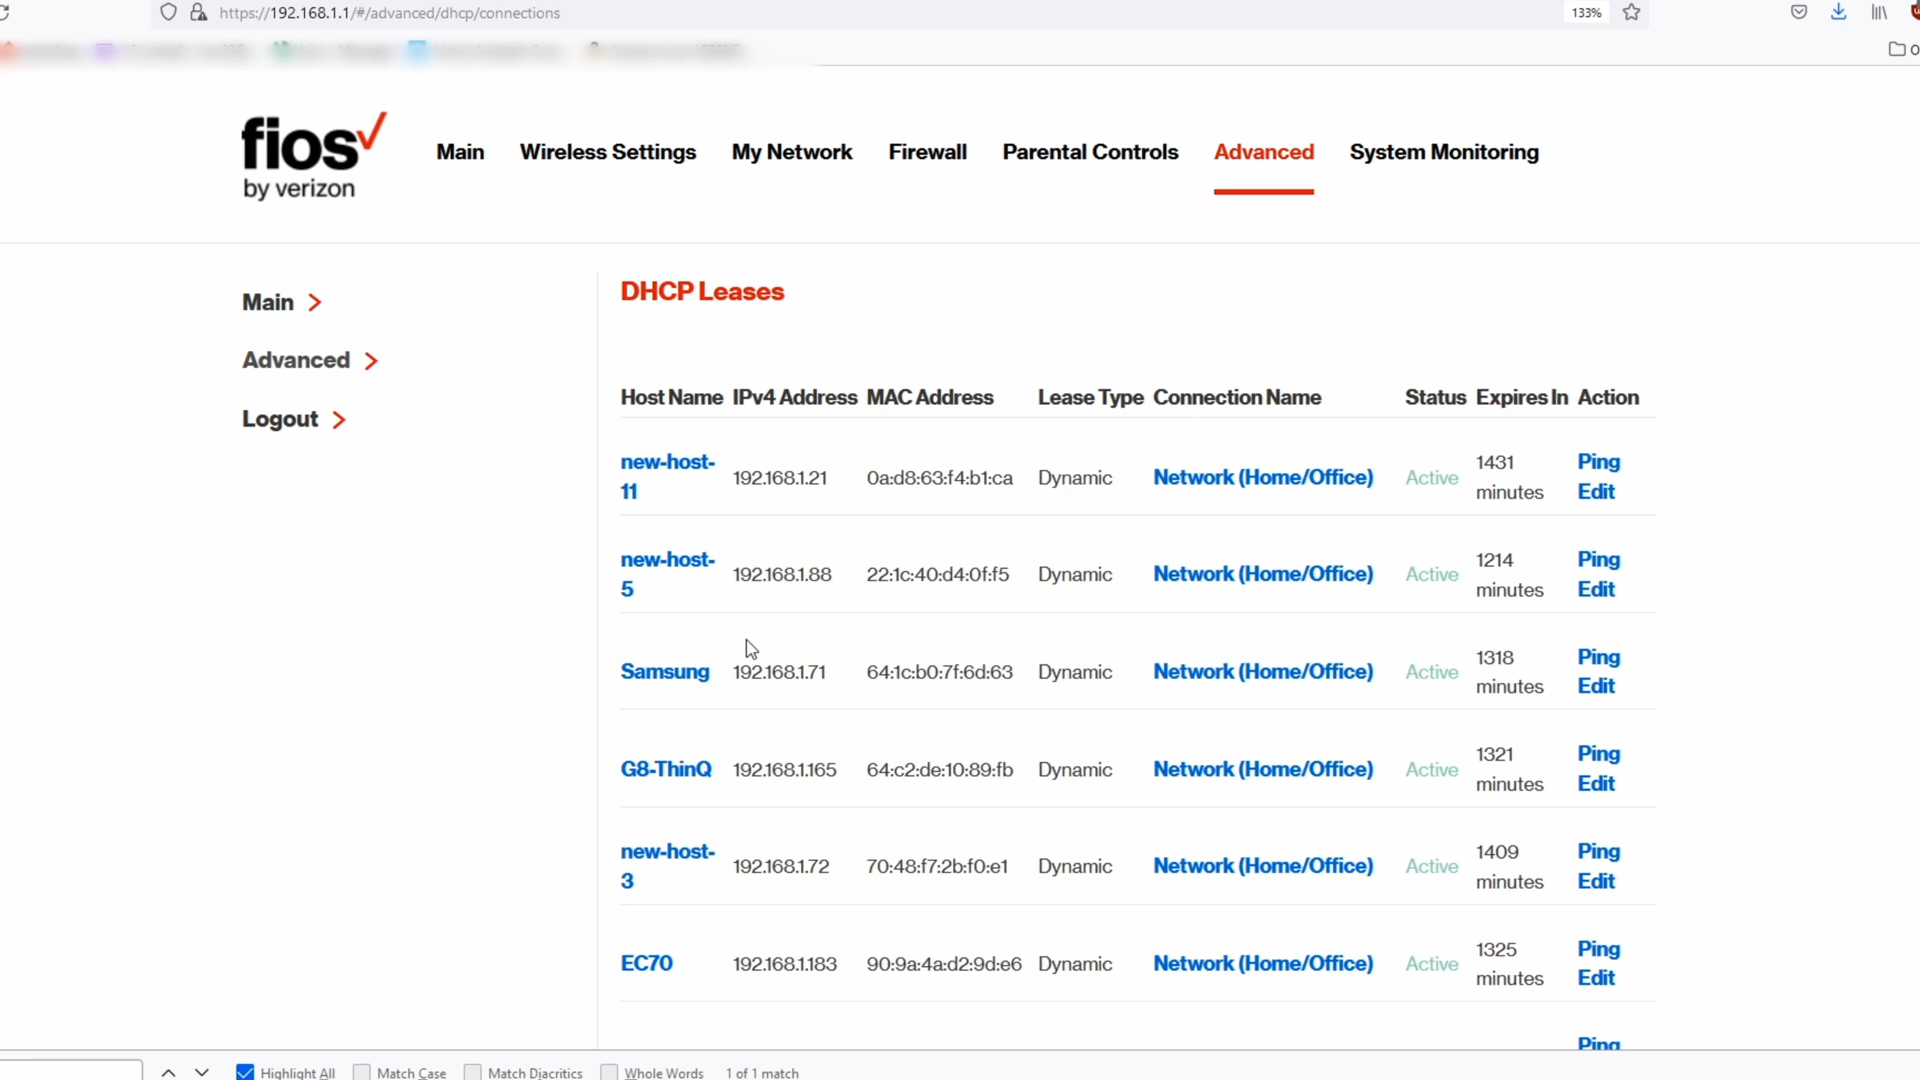 https://192.168.1.1/#/advanced/dhcp/connections
133%
fios
by verizon
Main
Wireless Settings
My Network
Firewall
Parental Controls
Advanced
System Monitoring
Main
Advanced
Logout
DHCP Leases
Host Name IPv4 Address MAC Address Lease Type Connection Name Status Expires In Action
new-host-
11
192.168.1.21
0a:d8:63:f4:b1:ca
Dynamic
Network (Home/Office)
Active
1431
minutes
Ping
Edit
new-host-
5
192.168.1.88
22:1c:40:d4:0f:f5
Dynamic
Network (Home/Office)
Active
1214
minutes
Ping
Edit
Samsung
192.168.1.71
64:1c:b0:7f:6d:63
Dynamic
Network (Home/Office)
Active
1318
minutes
Ping
Edit
G8-ThinQ
192.168.1.165
64:c2:de:10:89:fb
Dynamic
Network (Home/Office)
Active
1321
minutes
Ping
Edit
new-host-
3
192.168.1.72
70:48:f7:2b:f0:e1
Dynamic
Network (Home/Office)
Active
1409
minutes
Ping
Edit
EC70
192.168.1.183
90:9a:4a:d2:9d:e6
Dynamic
Network (Home/Office)
Active
1325
minutes
Ping
Edit
Ping
Highlight All
Match Case
Match Diacritics
Whole Words
1 of 1 match